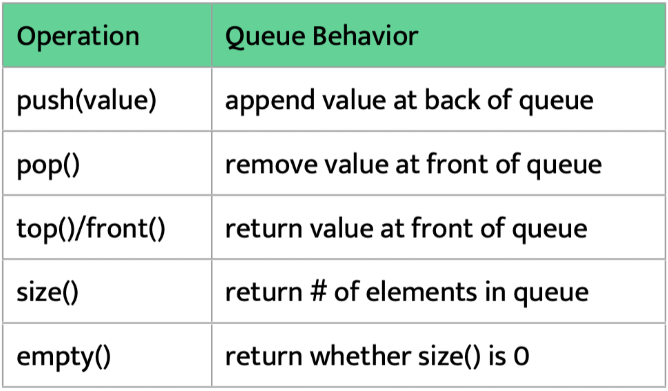 Operation Queue Behavior
push(value) append value at back of queue
pop() remove value at front of queue
top()/front() return value at front of queue
size() return # of elements in queue
empty() return whether size() is 0